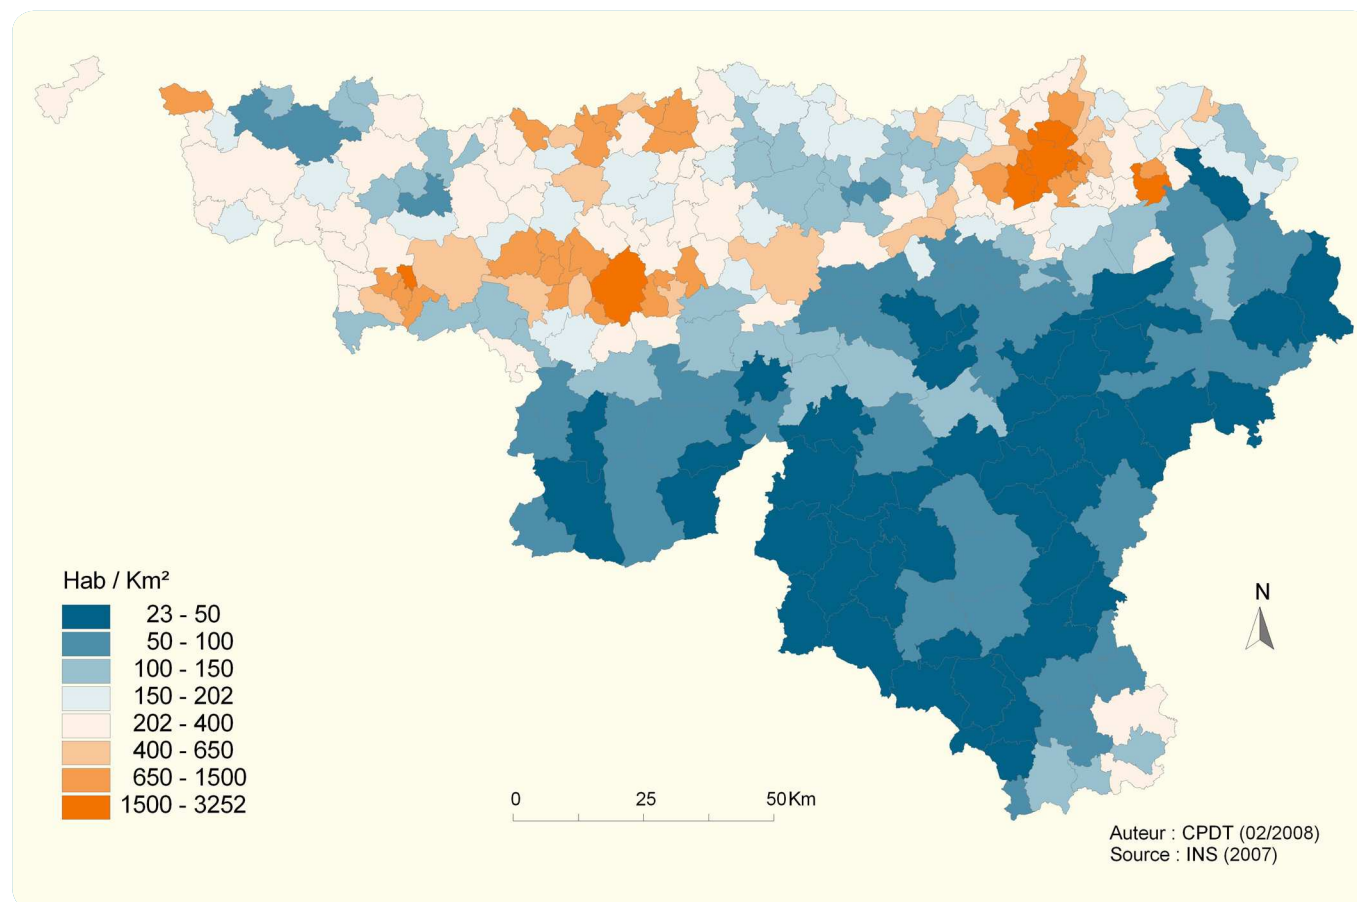 Hab / Km²
23 - 50
50 - 100
100 - 150
150 - 202
202 - 400
400 - 650
650 - 1500
1500 - 3252
0 25 50Km
N
Auteur : CPDT (02/2008)
Source : INS (2007)